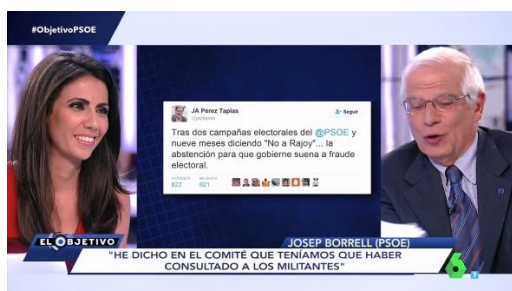 #ObjetivoPSOE
JA Pérez Tapias
Seguir
Tras dos campañas electorales del @PSOE y
nueve meses diciendo "No a Rajoy"... la
abstención para que gobierne suena a fraude
electoral.
822
621
EL OBJETIVO
JOSEP BORRELL (PSOE)
"HE DICHO EN EL COMITÉ QUE TENÍAMOS QUE HABER
CONSULTADO A LOS MILITANTES"
6